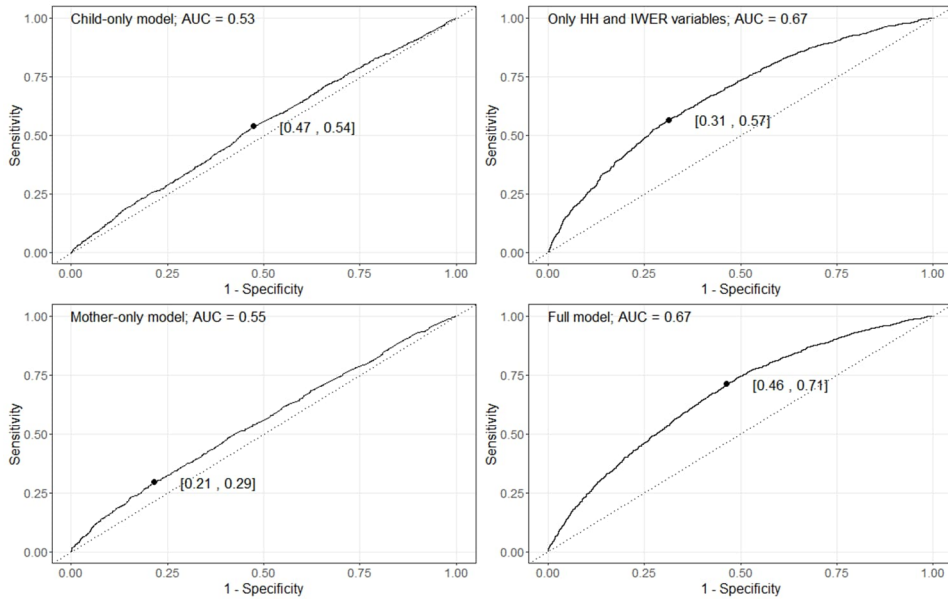 Child-only model; AUC = 0.53
1.00
0.75
0.50
0.25
0.00
Sensitivity
[0.47 , 0.54]
0.00 0.25 0.50 0.75 1.00
1 - Specificity
Only HH and IWER variables; AUC = 0.67
1.00
0.75
0.50
0.25
0.00
Sensitivity
[0.31 , 0.57]
0.00 0.25 0.50 0.75 1.00
1 - Specificity
Mother-only model; AUC = 0.55
1.00
0.75
0.50
0.25
0.00
Sensitivity
[0.21 , 0.29]
0.00 0.25 0.50 0.75 1.00
1 - Specificity
Full model; AUC = 0.67
1.00
0.75
0.50
0.25
0.00
Sensitivity
[0.46 , 0.71]
0.00 0.25 0.50 0.75 1.00
1 - Specificity